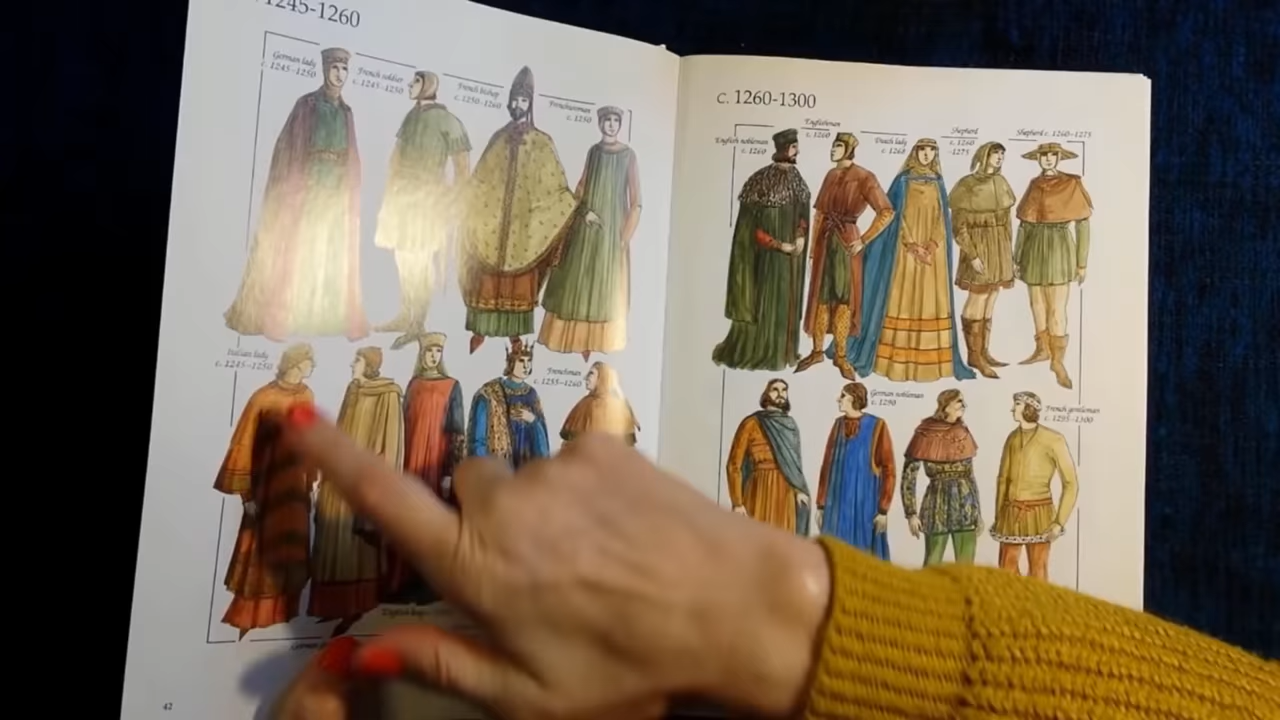 1245-1260
German lady
c. 1245-1250
French soldier
c. 1245-1250
French bishop
c. 1250-1260
Frenchwoman
c. 1250
Italian lady
c. 1245-1250
Frenchman
c. 1255-1260
42
c. 1260-1300
English nobleman
c. 1260
Englishman
c. 1260
Dutch lady
c. 1268
Shepherd
c. 1260
-1275
Shepherd c. 1260-1275
German nobleman
c. 1290
French gentleman
c. 1295-1300